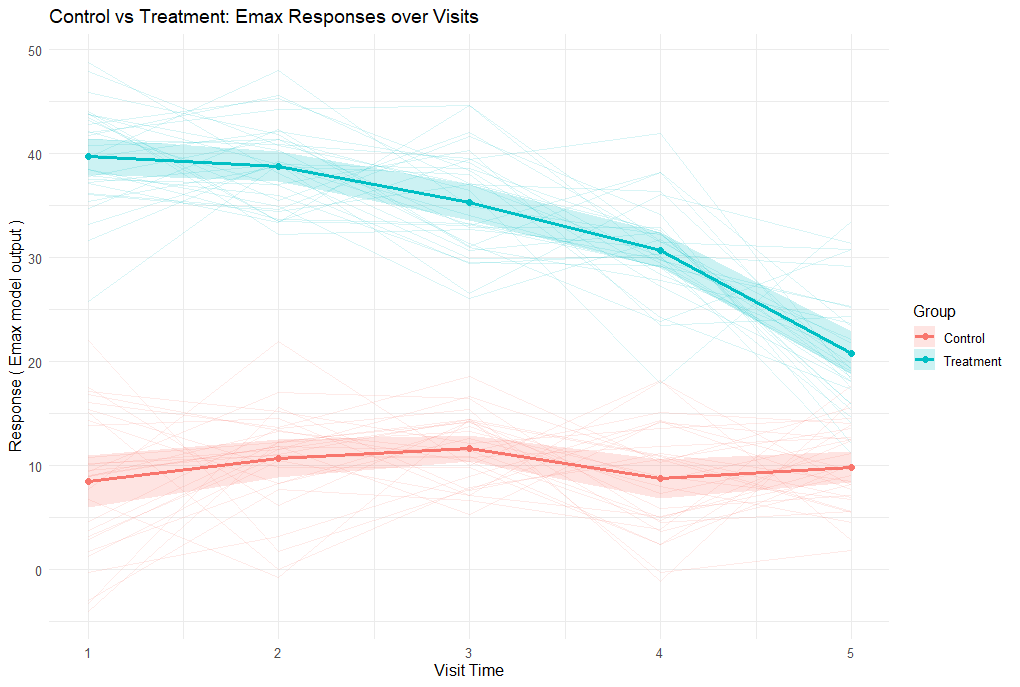 Control vs Treatment: Emax Responses over Visits
50
40
30
20
10
0
Response ( Emax model output )
1 2 3 4 5
Visit Time
Group
Control
Treatment